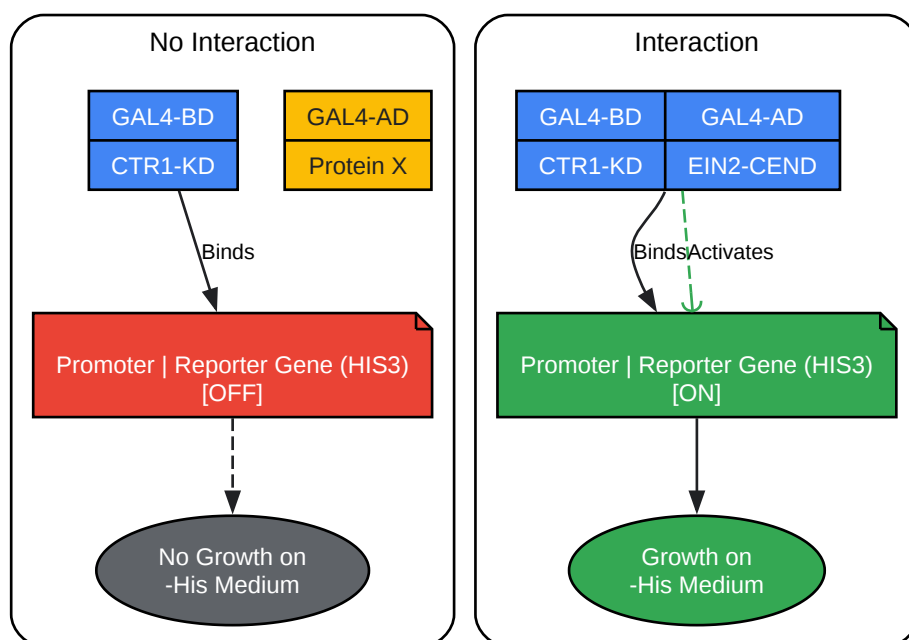 No Interaction
GAL4-BD
CTR1-KD
GAL4-AD
Protein X
Binds
Promoter | Reporter Gene (HIS3)
[OFF]
No Growth on
-His Medium
Interaction
GAL4-BD
GAL4-AD
CTR1-KD
EIN2-CEND
Binds
Activates
Promoter | Reporter Gene (HIS3)
[ON]
Growth on
-His Medium